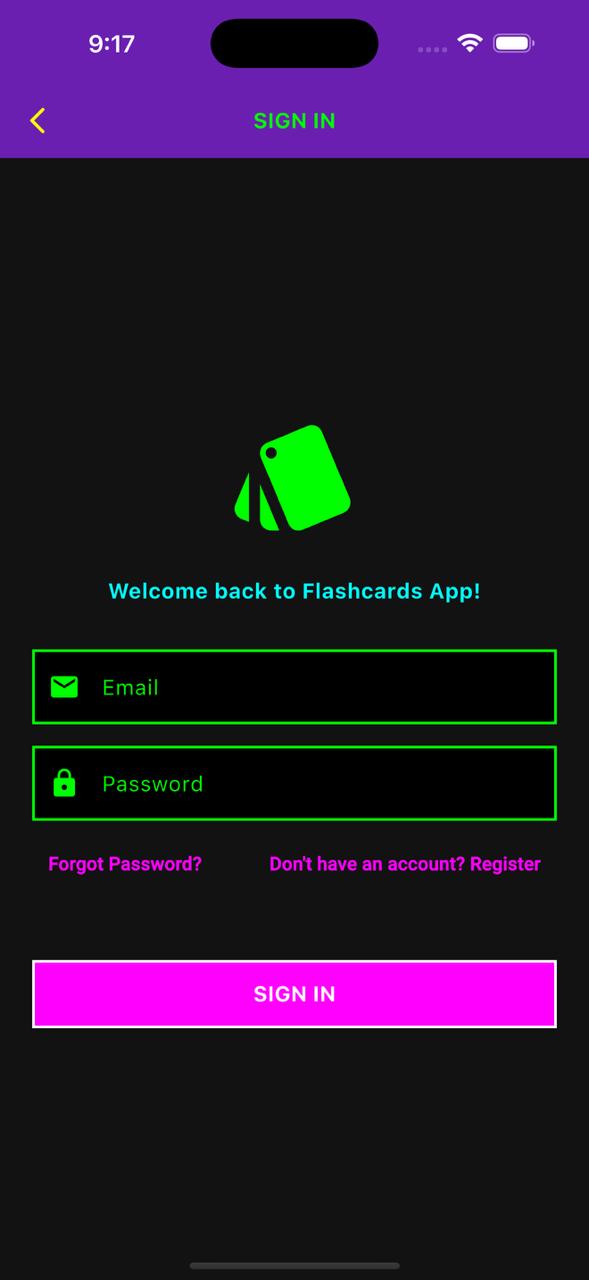 9:17
SIGN IN
Welcome back to Flashcards App!
Email
Password
Forgot Password? Don't have an account? Register
SIGN IN